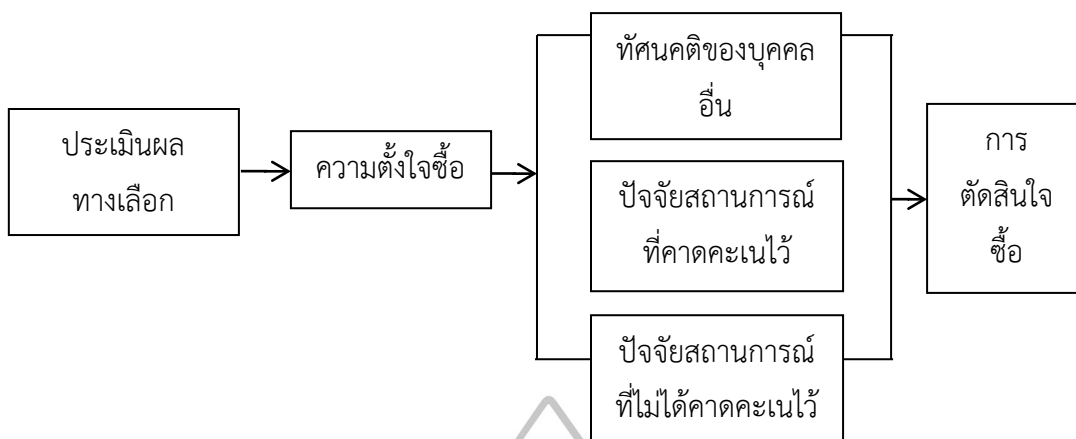 ประเมินผล
ทางเลือก
ความตั้งใจซื้อ
ทัศนคติของบุคคล
อื่น
ปัจจัยสถานการณ์
ที่คาดคะเนไว้
ปัจจัยสถานการณ์
ที่ไม่ได้คาดคะเนไว้
การ
ตัดสินใจ
ซื้อ